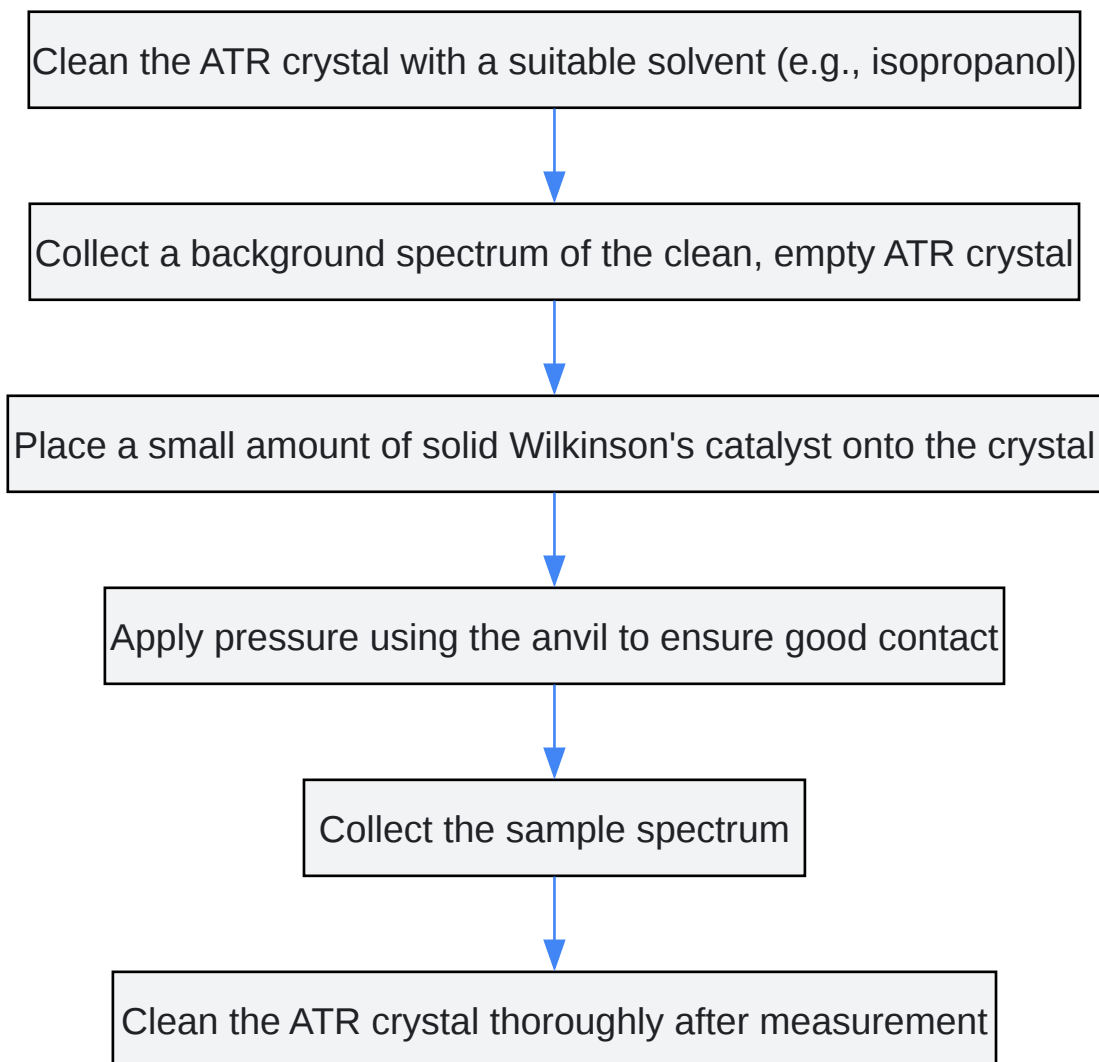 Clean the ATR crystal with a suitable solvent (e.g., isopropanol)
Collect a background spectrum of the clean, empty ATR crystal
Place a small amount of solid Wilkinson's catalyst onto the crystal
Apply pressure using the anvil to ensure good contact
Collect the sample spectrum
Clean the ATR crystal thoroughly after measurement